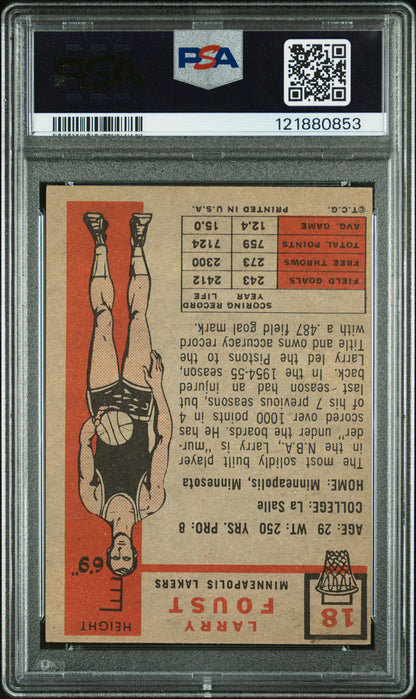 PSA
121880853
18
LARRY
FOUST
MINNEAPOLIS LAKERS
HEIGHT
6'9"
AGE: 29 WT: 250 YRS. PRO: 8
COLLEGE: La Salle
HOME: Minneapolis, Minnesota
The most solidly built player
in the N.B.A., Larry is "mur-
der" under the boards. He has
scored over 1000 points in 4
of his 7 previous seasons, but
last season had an injured
back. In the 1954-55 season,
Larry led the Pistons to the
Title and owns accuracy record
with a .487 field goal mark.
SCORING RECORD
YEAR LIFE
FIELD GOALS 243 2412
FREE THROWS 273 2300
TOTAL POINTS 759 7124
AVG. GAME 12.4 15.0
©T.C.G. PRINTED IN U.S.A.